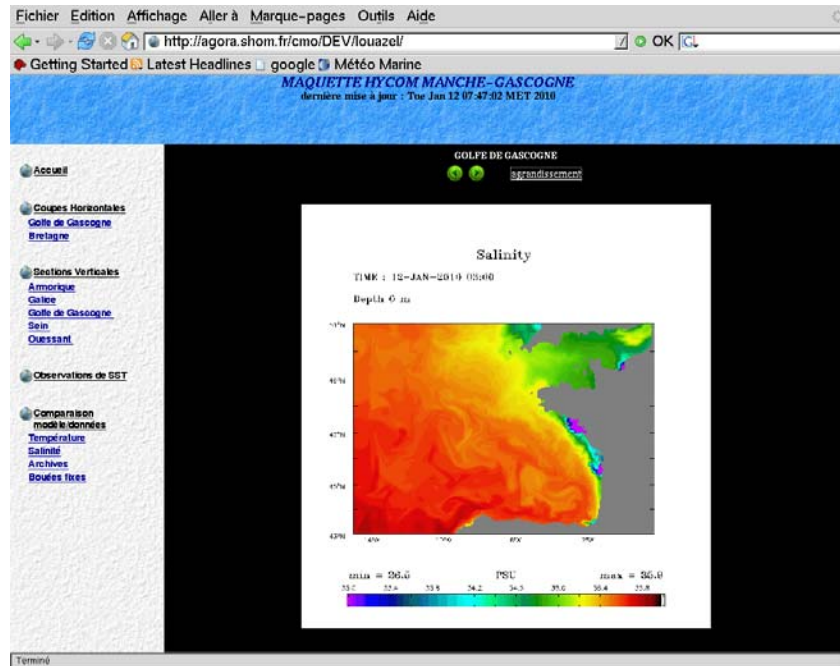 Fichier Edition Affichage Aller à Marque-pages Outils Aide
http://agora.shom.fr/cmo/DEV/louazel/ OK
Getting Started Latest Headlines google Météo Marine
MAQUETTE HYCOM MANCHE-GASCOGNE
dernière mise à jour : Tue Jan 12 07:47:02 MET 2010
GOLFE DE GASCOGNE
agrandissement
Accueil
Coupes Horizontales
Golfe de Gascogne
Bretagne
Sections Verticales
Armorique
Galice
Golfe de Gascogne
Sein
Ouessant
Observations de SST
Comparaison
modèle/données
Température
Salinité
Archives
Bouées fixes
Salinity
TIME : 12-JAN-2010 03:00
Depth 0 m
min = 26.5 PSU max = 35.9
Terminé